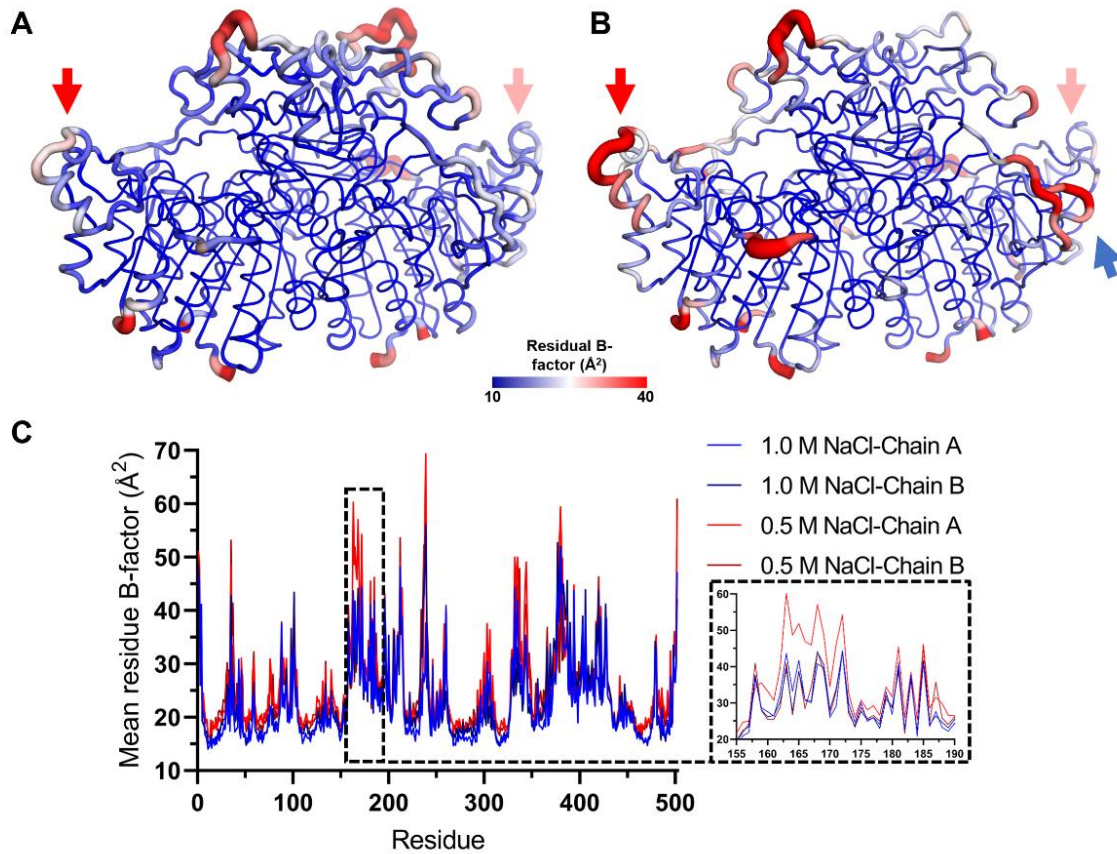 A
B
Residual B-
factor (Å²)
10
40
C
Mean residue B-factor (Å²)
70
60
50
40
30
20
10
0
100
200
300
400
500
Residue
1.0 M NaCl-Chain A
1.0 M NaCl-Chain B
0.5 M NaCl-Chain A
0.5 M NaCl-Chain B
60
50
40
30
20
155
160
165
170
175
180
185
190